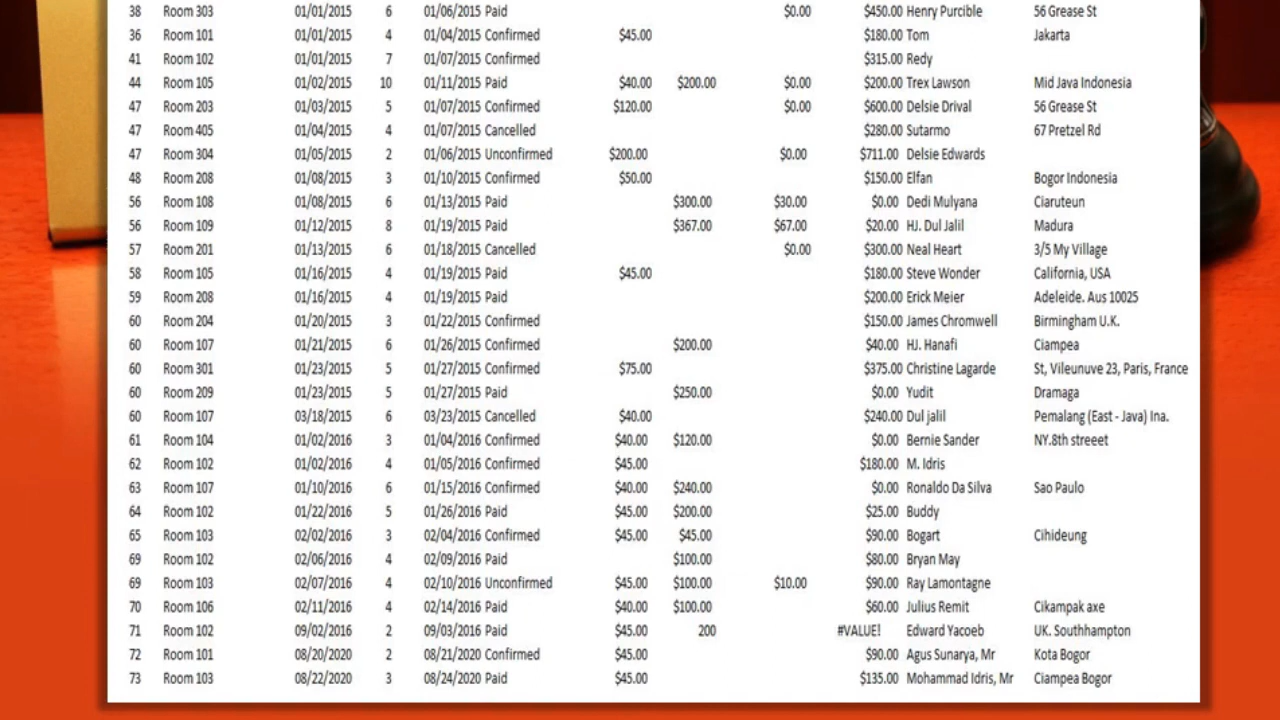 38 Room 303 01/01/2015 6 01/06/2015 Paid $0.00 $450.00 Henry Purcible 56 Grease St
36 Room 101 01/01/2015 4 01/04/2015 Confirmed $45.00 $180.00 Tom Jakarta
41 Room 102 01/01/2015 7 01/07/2015 Confirmed $315.00 Redy
44 Room 105 01/02/2015 10 01/11/2015 Paid $40.00 $200.00 $0.00 $200.00 Trex Lawson Mid Java Indonesia
47 Room 203 01/03/2015 5 01/07/2015 Confirmed $120.00 $0.00 $600.00 Delsie Drival 56 Grease St
47 Room 405 01/04/2015 4 01/07/2015 Cancelled $280.00 Sutarmo 67 Pretzel Rd
47 Room 304 01/05/2015 2 01/06/2015 Unconfirmed $200.00 $0.00 $711.00 Delsie Edwards
48 Room 208 01/08/2015 3 01/10/2015 Confirmed $50.00 $150.00 Elfan Bogor Indonesia
56 Room 108 01/08/2015 6 01/13/2015 Paid $300.00 $30.00 $0.00 Dedi Mulyana Ciaruteun
56 Room 109 01/12/2015 8 01/19/2015 Paid $367.00 $67.00 $20.00 HJ. Dul Jalil Madura
57 Room 201 01/13/2015 6 01/18/2015 Cancelled $0.00 $300.00 Neal Heart 3/5 My Village
58 Room 105 01/16/2015 4 01/19/2015 Paid $45.00 $180.00 Steve Wonder California, USA
59 Room 208 01/16/2015 4 01/19/2015 Paid $200.00 Erick Meier Adeleide. Aus 10025
60 Room 204 01/20/2015 3 01/22/2015 Confirmed $150.00 James Chromwell Birmingham U.K.
60 Room 107 01/21/2015 6 01/26/2015 Confirmed $200.00 $40.00 HJ. Hanafi Ciampea
60 Room 301 01/23/2015 5 01/27/2015 Confirmed $75.00 $375.00 Christine Lagarde St, Vileunuve 23, Paris, France
60 Room 209 01/23/2015 5 01/27/2015 Paid $250.00 $0.00 Yudit Dramaga
60 Room 107 03/18/2015 6 03/23/2015 Cancelled $40.00 $240.00 Dul jalil Pemalang (East - Java) Ina.
61 Room 104 01/02/2016 3 01/04/2016 Confirmed $40.00 $120.00 $0.00 Bernie Sander NY.8th streeet
62 Room 102 01/02/2016 4 01/05/2016 Confirmed $45.00 $180.00 M. Idris
63 Room 107 01/10/2016 6 01/15/2016 Confirmed $40.00 $240.00 $0.00 Ronaldo Da Silva Sao Paulo
64 Room 102 01/22/2016 5 01/26/2016 Paid $45.00 $200.00 $25.00 Buddy
65 Room 103 02/02/2016 3 02/04/2016 Confirmed $45.00 $45.00 $90.00 Bogart Cihideung
69 Room 102 02/06/2016 4 02/09/2016 Paid $100.00 $80.00 Bryan May
69 Room 103 02/07/2016 4 02/10/2016 Unconfirmed $45.00 $100.00 $10.00 $90.00 Ray Lamontagne
70 Room 106 02/11/2016 4 02/14/2016 Paid $40.00 $100.00 $60.00 Julius Remit Cikampak axe
71 Room 102 09/02/2016 2 09/03/2016 Paid $45.00 200 #VALUE! Edward Yacoeb UK. Southhampton
72 Room 101 08/20/2020 2 08/21/2020 Confirmed $45.00 $90.00 Agus Sunarya, Mr Kota Bogor
73 Room 103 08/22/2020 3 08/24/2020 Paid $45.00 $135.00 Mohammad Idris, Mr Ciampea Bogor